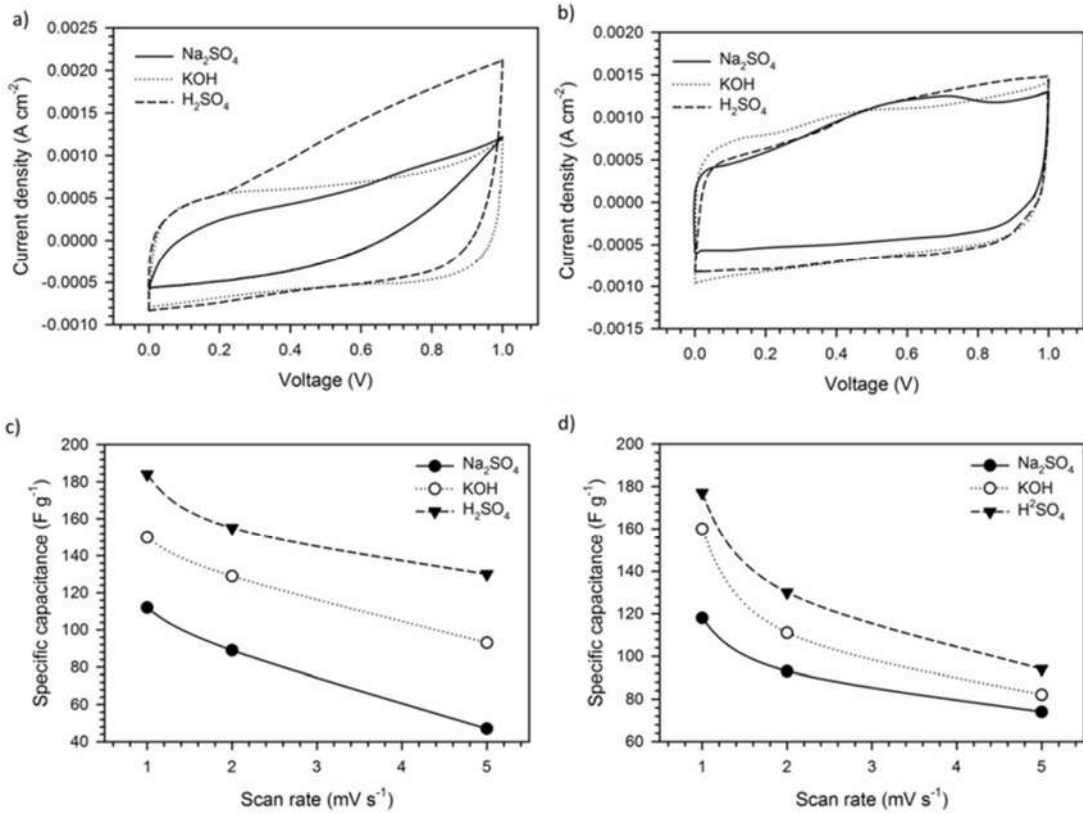 a)
Na₂SO₄
KOH
H₂SO₄
Current density (A cm⁻²)
0.0025
0.0020
0.0015
0.0010
0.0005
0.0000
-0.0005
-0.0010
0.0 0.2 0.4 0.6 0.8 1.0
Voltage (V)
b)
Na₂SO₄
KOH
H₂SO₄
Current density (A cm⁻²)
0.0020
0.0015
0.0010
0.0005
0.0000
-0.0005
-0.0010
-0.0015
0.0 0.2 0.4 0.6 0.8 1.0
Voltage (V)
c)
Na₂SO₄
KOH
H₂SO₄
Specific capacitance (F g⁻¹)
200
180
160
140
120
100
80
60
40
1 2 3 4 5
Scan rate (mV s⁻¹)
d)
Na₂SO₄
KOH
H²SO₄
Specific capacitance (F g⁻¹)
200
180
160
140
120
100
80
60
1 2 3 4 5
Scan rate (mV s⁻¹)